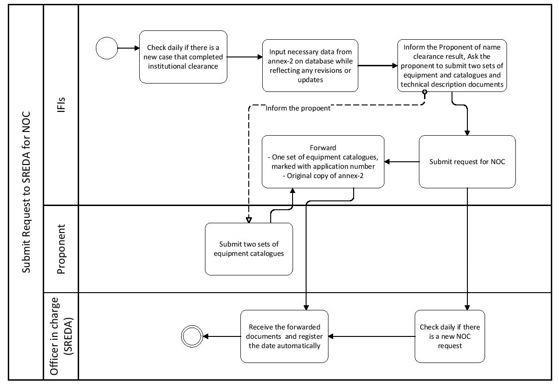 Submit Request to SREDA for NOC
IFIs
Check daily if there is a
new case that completed
institutional clearance
Input necessary data from
annex-2 on database while
reflecting any revisions or
updates
Inform the Proponent of name
clearance result, Ask the
proponent to submit two sets of
equipment and catalogues and
technical description documents
Inform the propoent
Forward
- One set of equipment catalogues,
marked with application number
- Original copy of annex-2
Submit request for NOC
Proponent
Submit two sets of
equipment catalogues
Officer in charge
(SREDA)
Receive the forwarded
documents and register
the date automatically
Check daily if there
is a new NOC
request